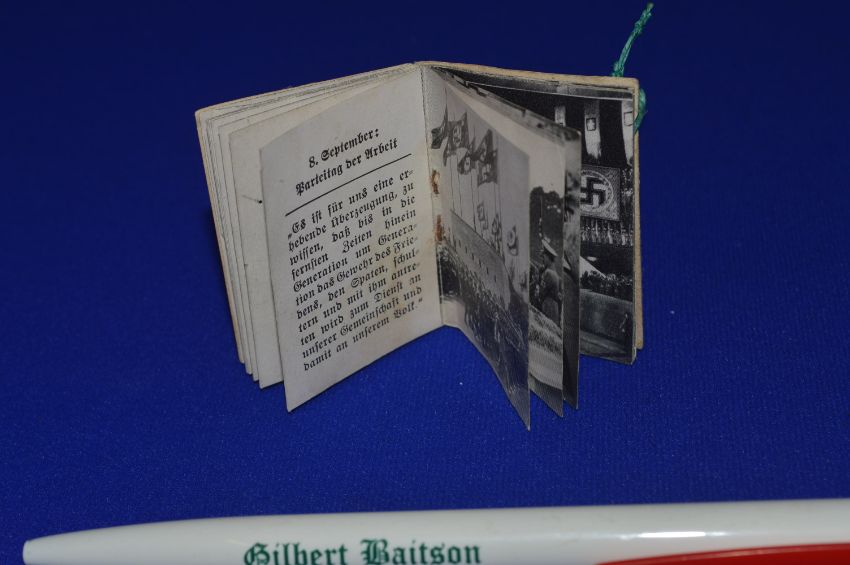 8. September:
Parteitag der Arbeit
„Es ist für uns eine er-
hebende Überzeugung, zu
wissen, daß bis in die
fernsten Zeiten hinein
Generation um Genera-
tion das Gewehr des Frie-
dens, den Spaten, schul-
tern und mit ihm antre-
ten wird zum Dienst an
unserer Gemeinschaft und
damit an unserem Volk.“
Gilbert Baitson